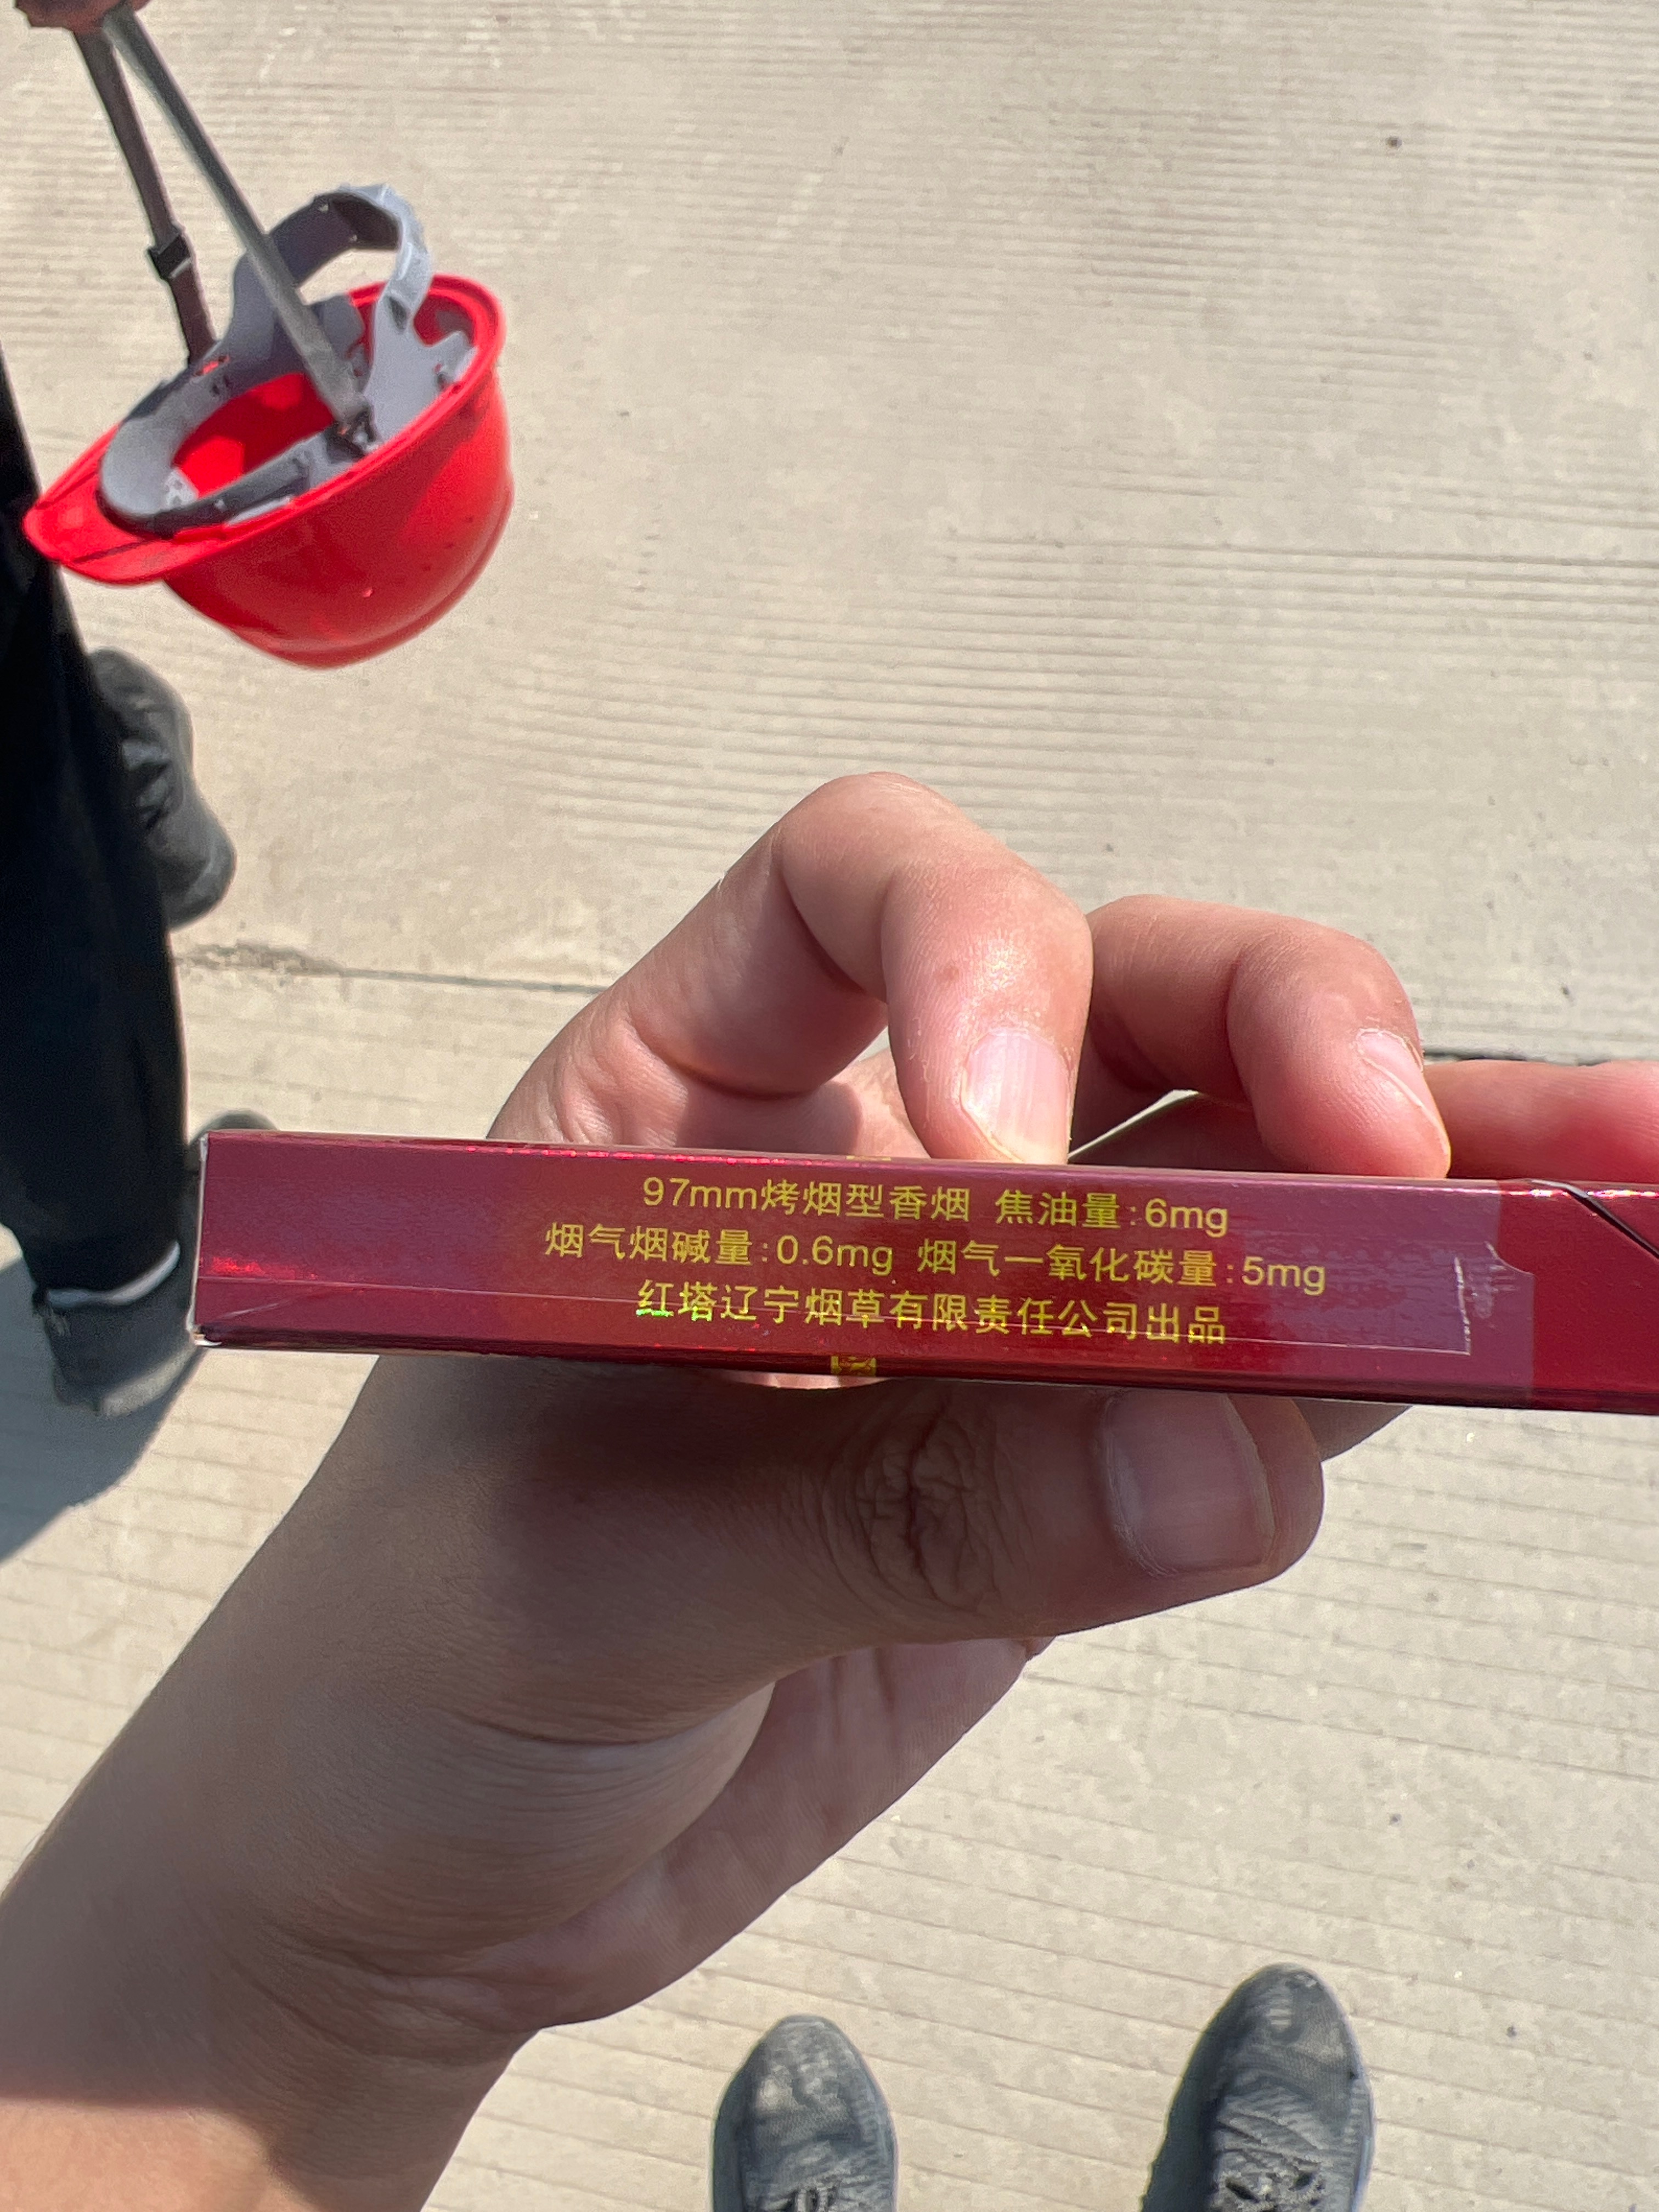 97mm烤烟型香烟 焦油量:6mg
烟气烟碱量:0.6mg 烟气一氧化碳量:5mg
红塔辽宁烟草有限责任公司出品